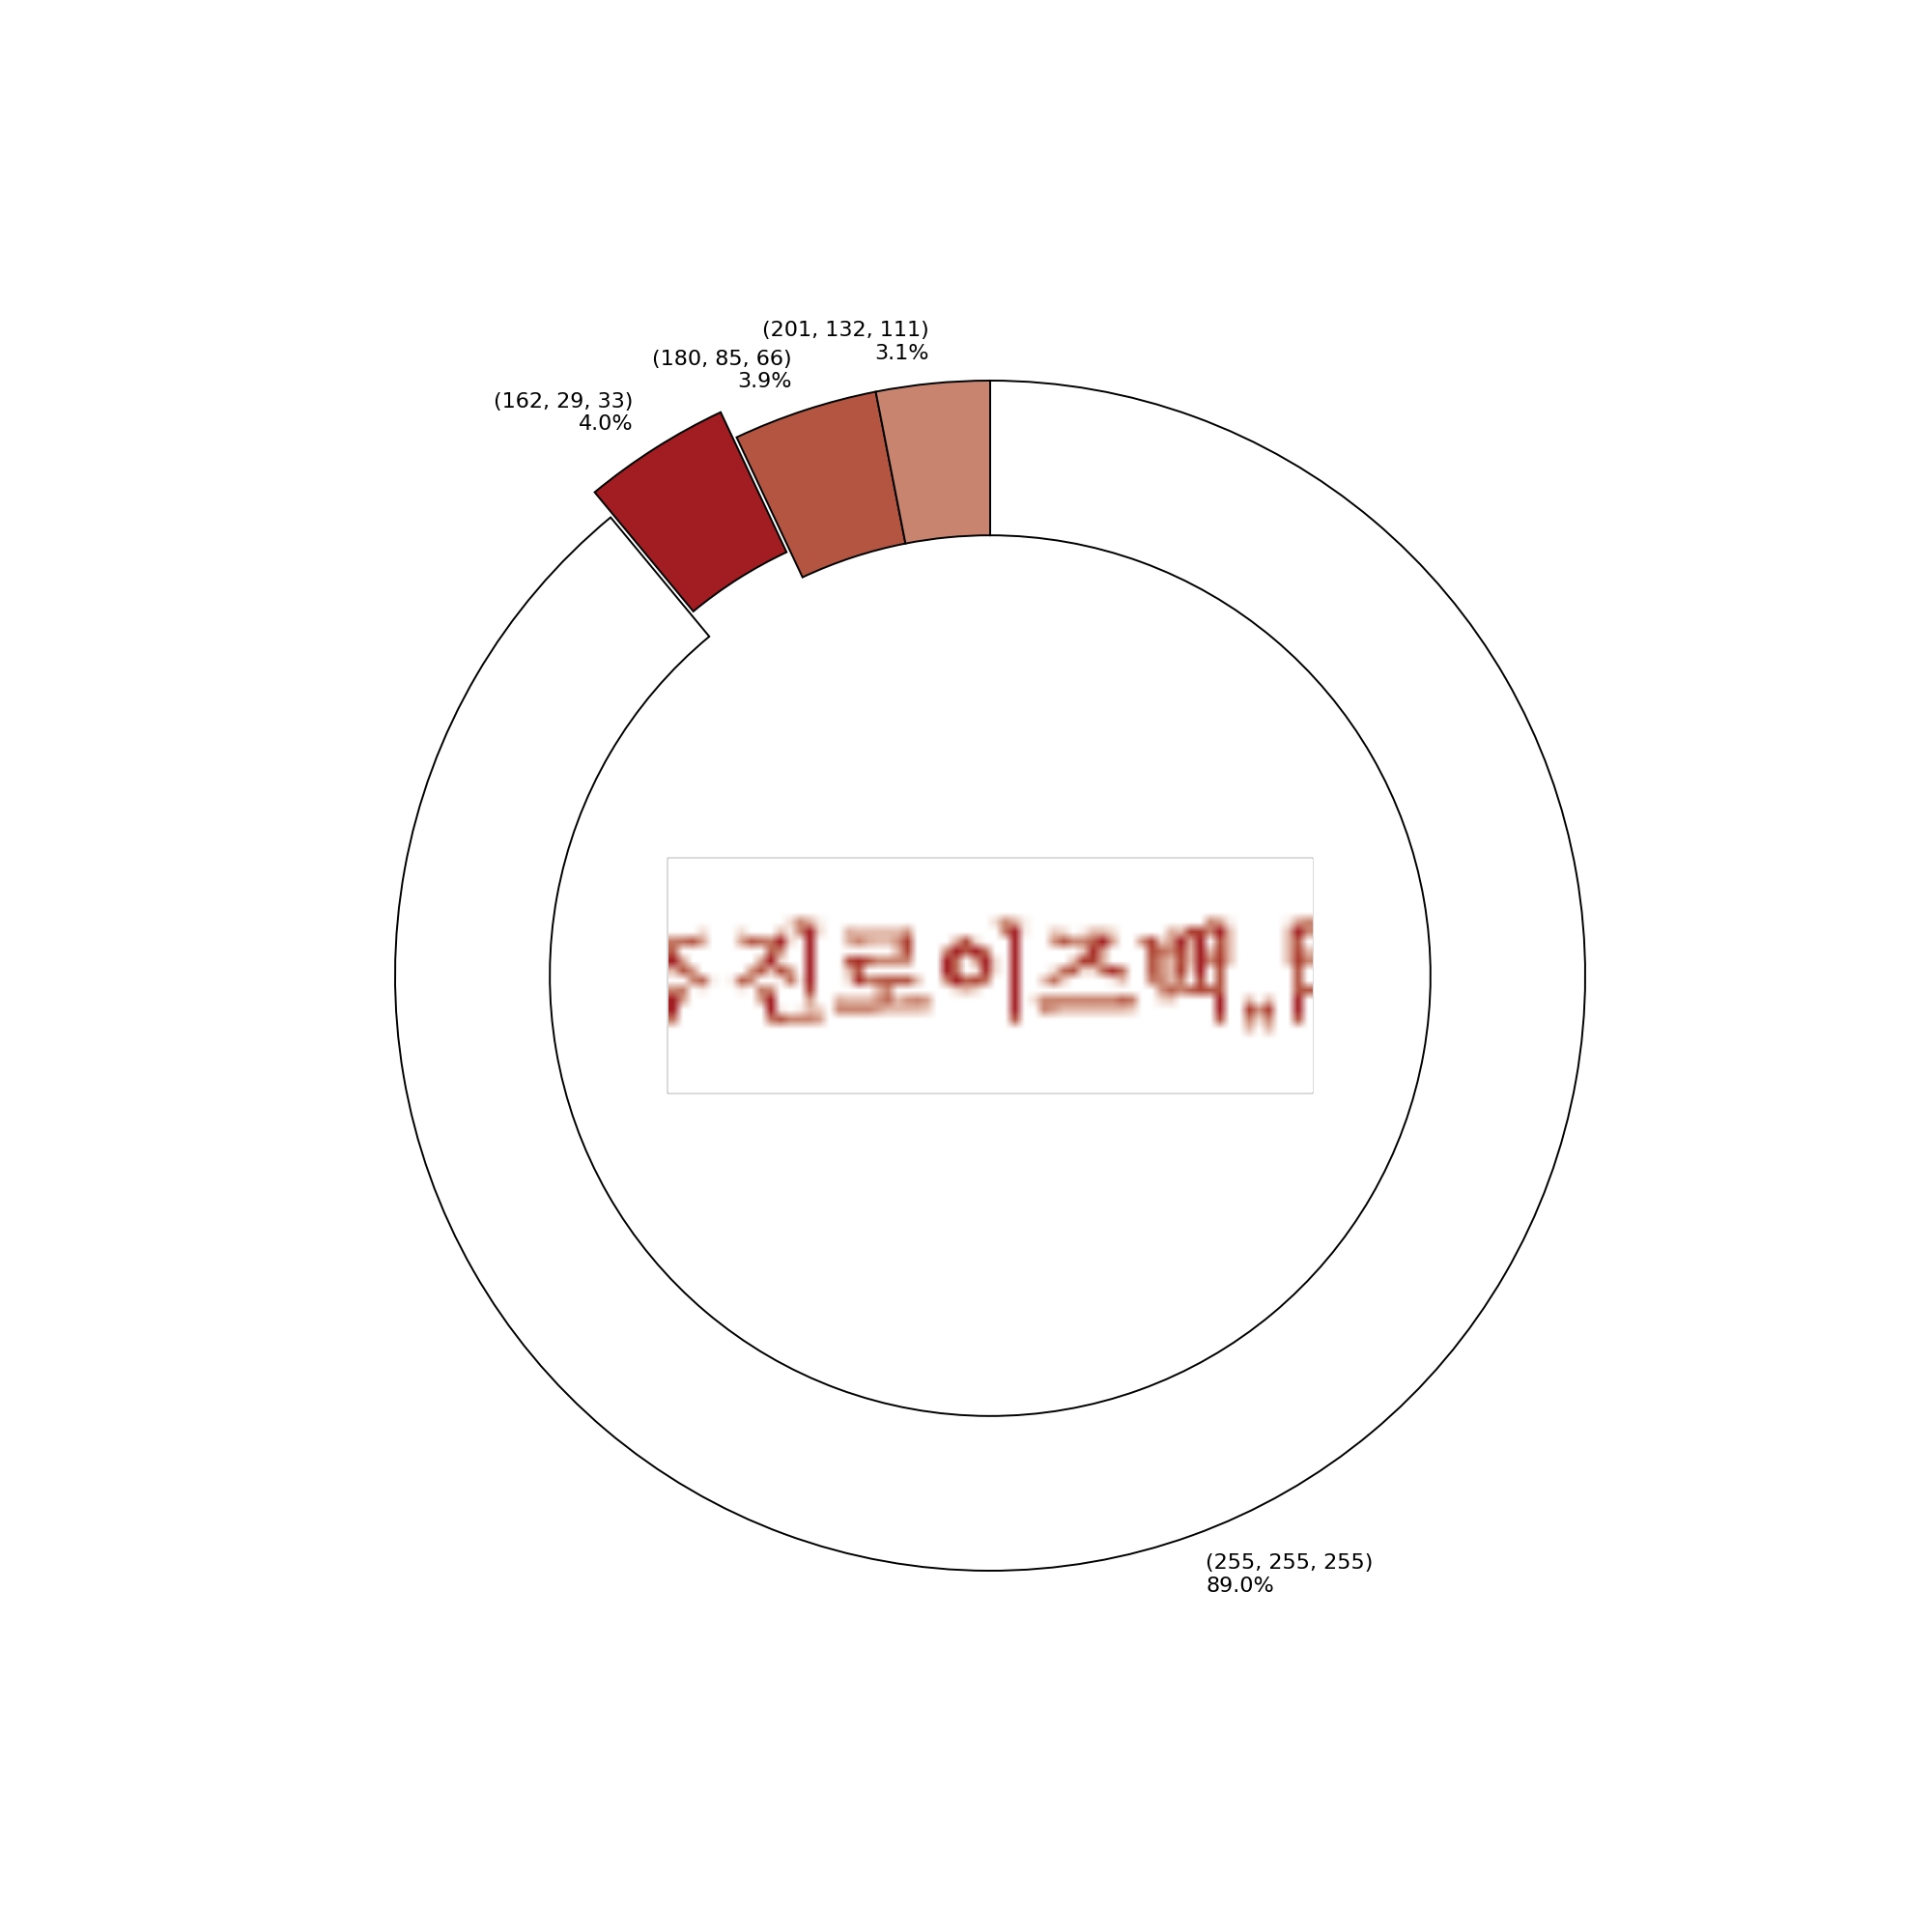 (201, 132, 111)
3.1%
(180, 85, 66)
3.9%
(162, 29, 33)
4.0%
진로이즈백
(255, 255, 255)
89.0%